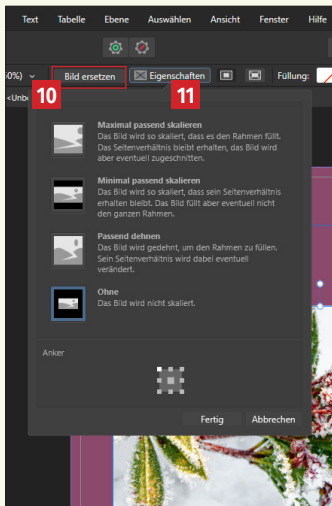 Text Tabelle Ebene Auswählen Ansicht Fenster Hilfe
0%) Bild ersetzen Eigenschaften Füllung:
<Unb
10 11
Maximal passend skalieren
Das Bild wird so skaliert, dass es den Rahmen füllt.
Das Seitenverhältnis bleibt erhalten, das Bild wird
aber eventuell zugeschnitten.
Minimal passend skalieren
Das Bild wird so skaliert, dass sein Seitenverhältnis
erhalten bleibt. Das Bild füllt aber eventuell nicht
den ganzen Rahmen.
Passend dehnen
Das Bild wird gedehnt, um den Rahmen zu füllen.
Sein Seitenverhältnis wird dabei eventuell
verändert.
Ohne
Das Bild wird nicht skaliert.
Anker
Fertig Abbrechen